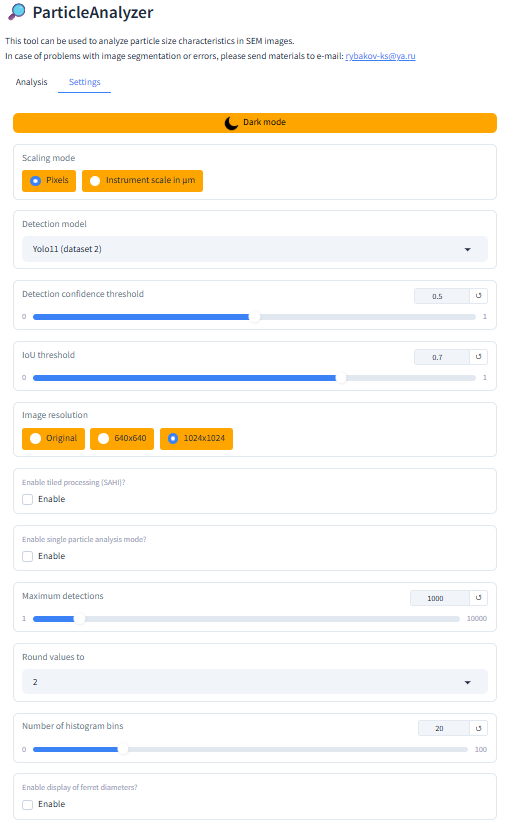 ParticleAnalyzer
This tool can be used to analyze particle size characteristics in SEM images.
In case of problems with image segmentation or errors, please send materials to e-mail: rybakov-ks@ya.ru
Analysis Settings
Dark mode
Scaling mode
Pixels Instrument scale in μm
Detection model
Yolo11 (dataset 2)
Detection confidence threshold 0.5 ↺
0 1
IoU threshold 0.7 ↺
0 1
Image resolution
Original 640x640 1024x1024
Enable tiled processing (SAHI)?
Enable
Enable single particle analysis mode?
Enable
Maximum detections 1000 ↺
1 10000
Round values to
2
Number of histogram bins 20 ↺
0 100
Enable display of ferret diameters?
Enable